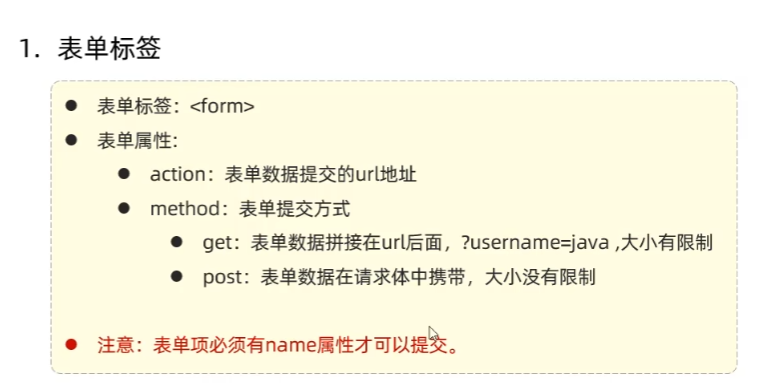 1. 表单标签
● 表单标签：<form>
● 表单属性:
● action：表单数据提交的url地址
● method：表单提交方式
● get：表单数据拼接在url后面，?username=java ,大小有限制
● post：表单数据在请求体中携带，大小没有限制
● 注意：表单项必须有name属性才可以提交。